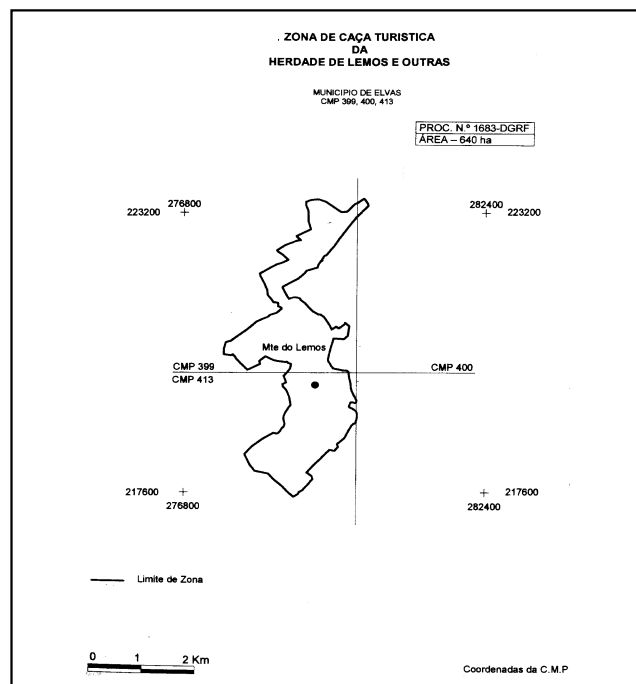 ZONA DE CAÇA TURISTICA
DA
HERDADE DE LEMOS E OUTRAS
MUNICIPIO DE ELVAS
CMP 399, 400, 413
PROC. N.º 1683-DGRF
ÁREA – 640 ha
276800
223200
282400
223200
Mte do Lemos
CMP 399
CMP 400
CMP 413
217600
276800
217600
282400
Limite de Zona
0 1 2 Km
Coordenadas da C.M.P